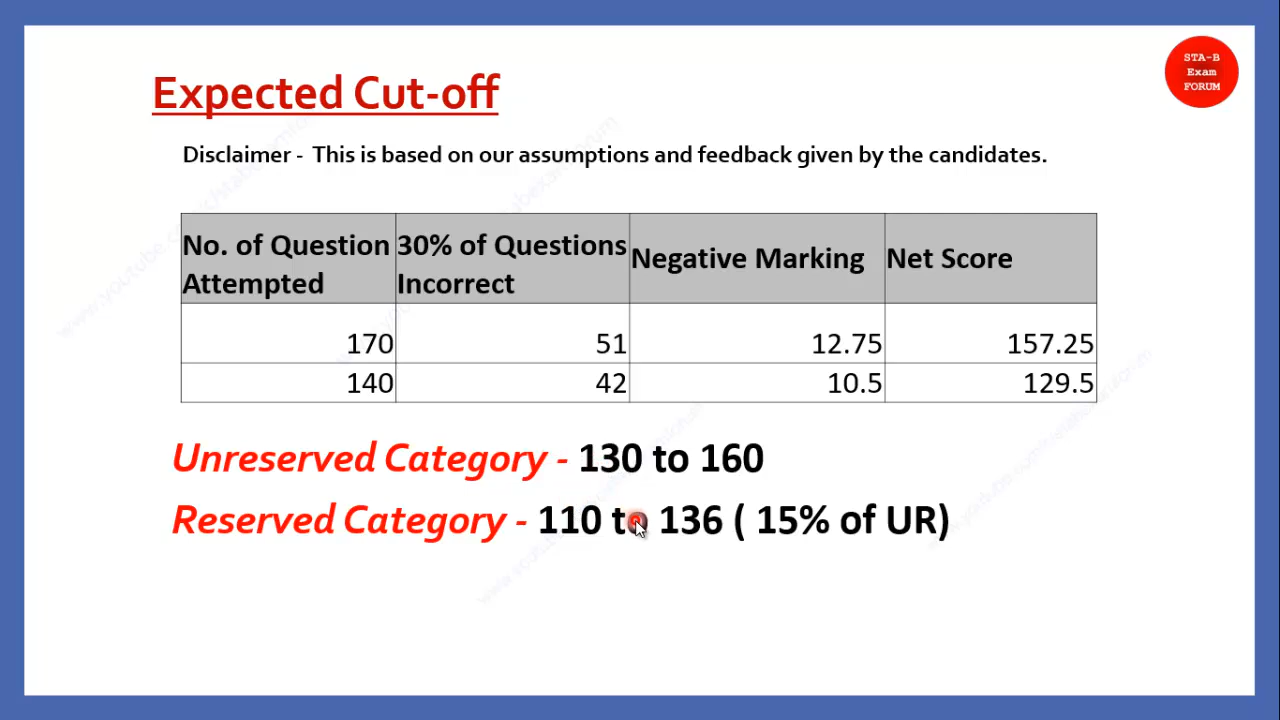 STA-B
Exam
FORUM
Expected Cut-off
Disclaimer - This is based on our assumptions and feedback given by the candidates.
No. of Question Attempted
30% of Questions Incorrect
Negative Marking
Net Score
170 51 12.75 157.25
140 42 10.5 129.5
Unreserved Category - 130 to 160
Reserved Category - 110 to 136 ( 15% of UR)